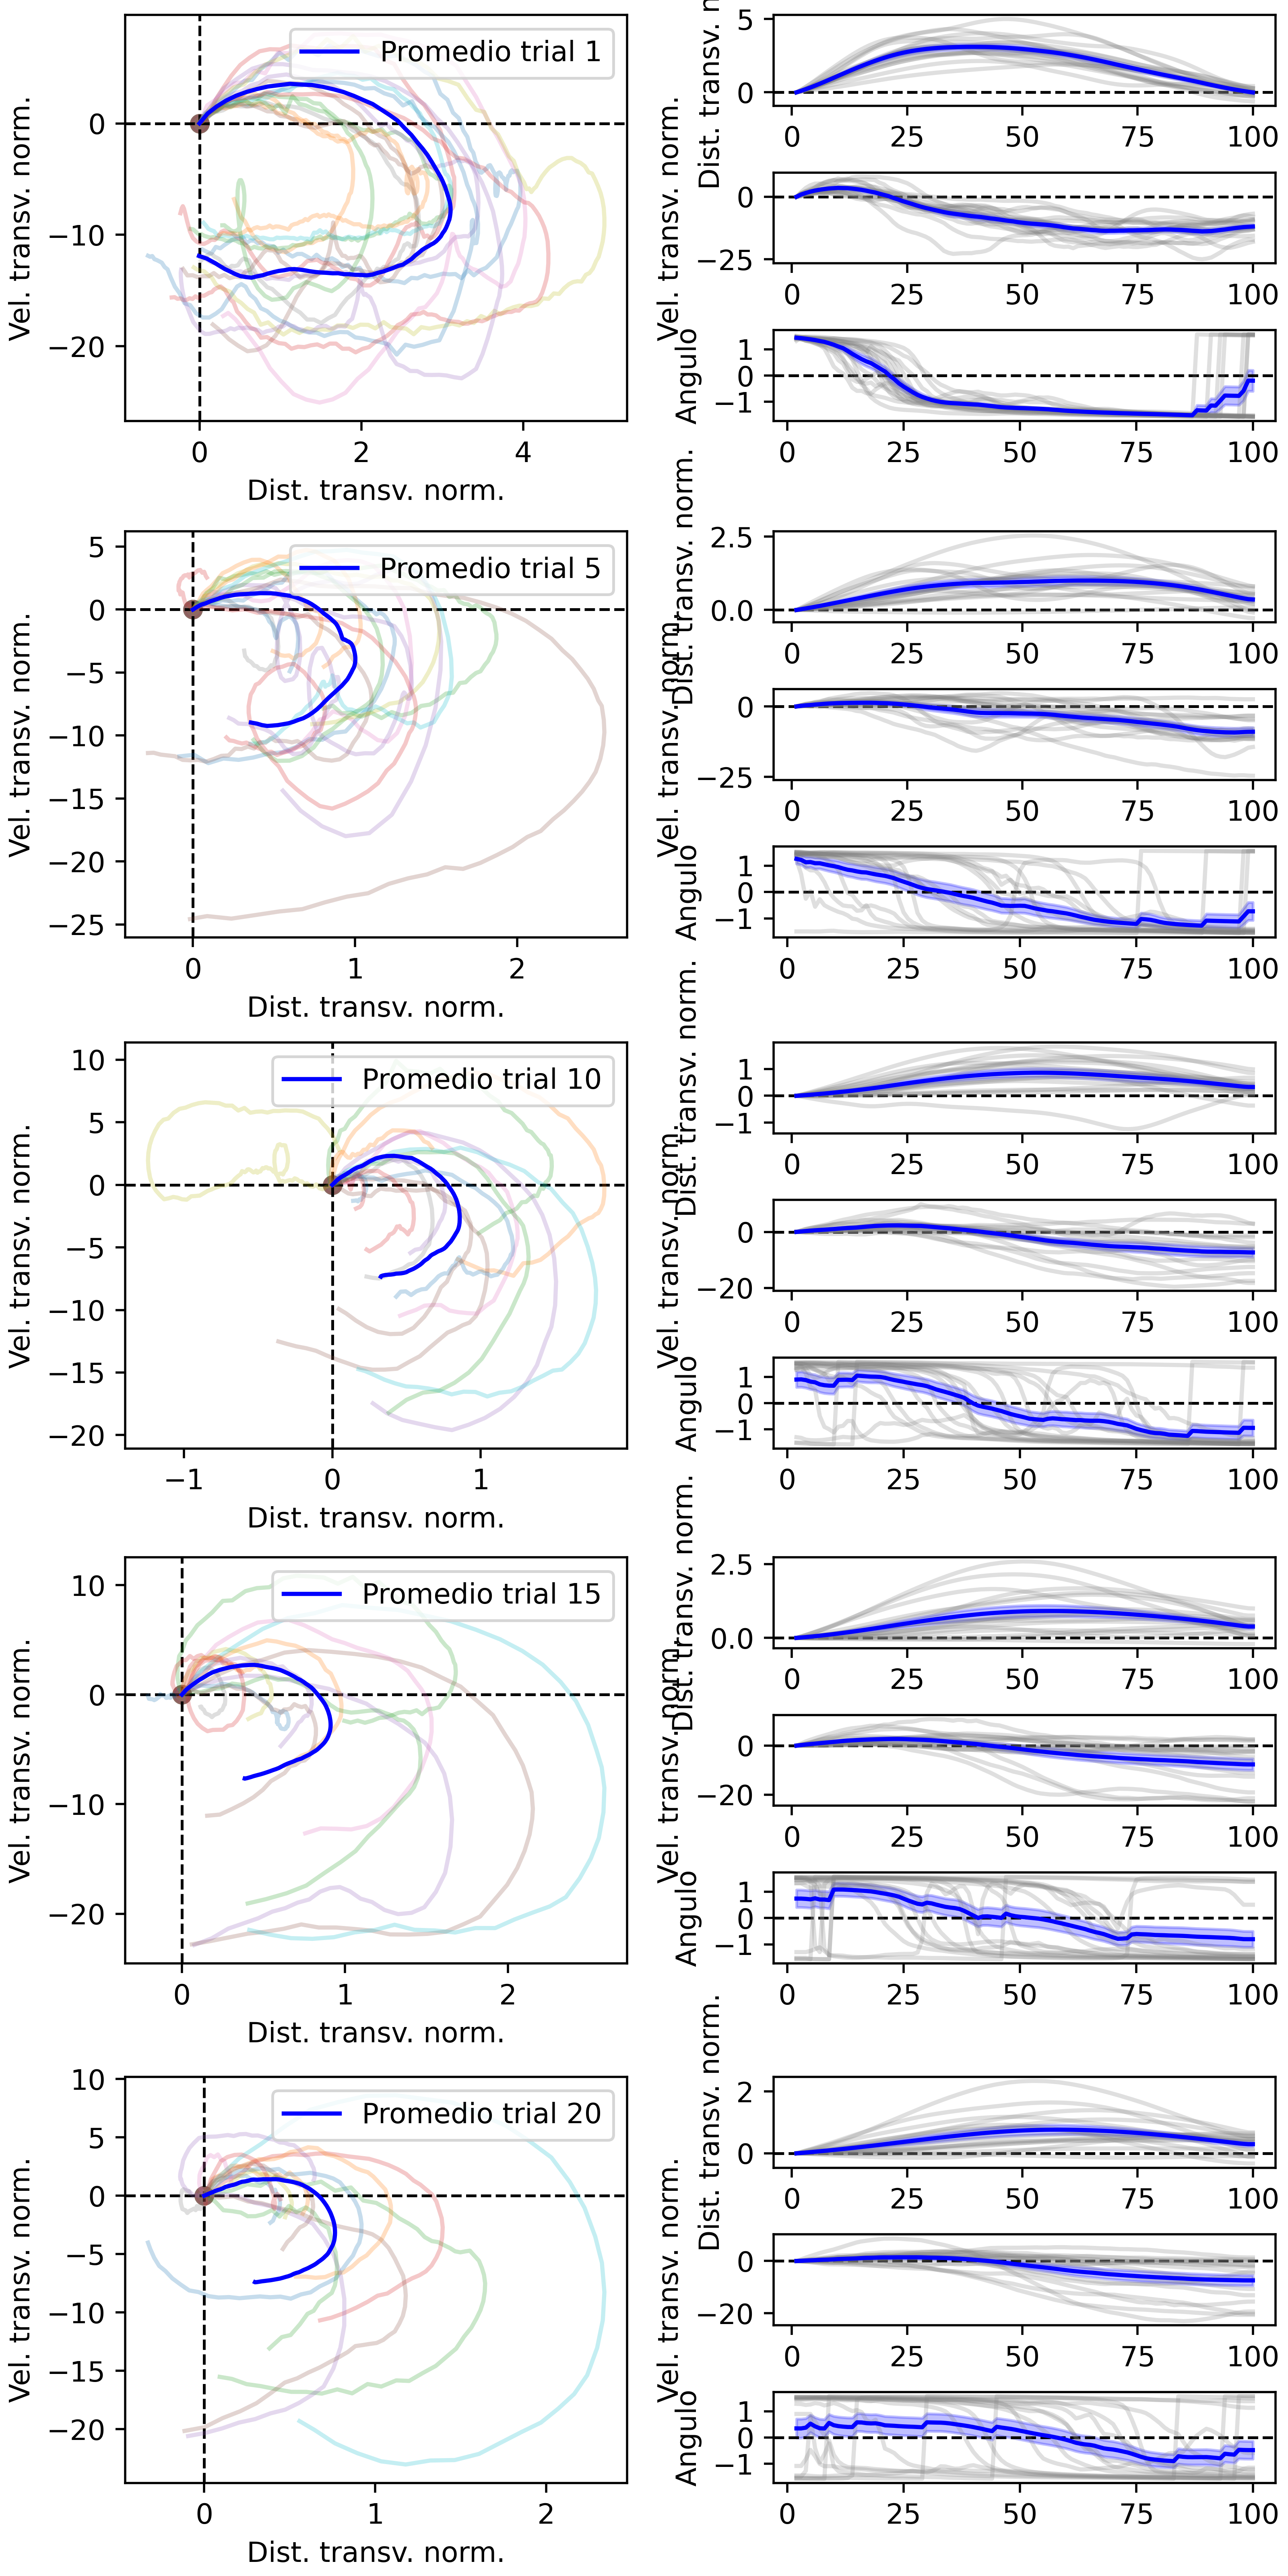 Promedio trial 1
Vel. transv. norm.
0
−10
−20
0 2 4
Dist. transv. norm.
Dist. transv. n
5
0
0 25 50 75 100
Vel. transv. norm.
0
−25
0 25 50 75 100
Angulo
1
0
−1
0 25 50 75 100
Promedio trial 5
Vel. transv. norm.
5
0
−5
−10
−15
−20
−25
0 1 2
Dist. transv. norm.
Dist. transv. norm.
2.5
0.0
0 25 50 75 100
Vel. transv. norm.
0
−25
0 25 50 75 100
Angulo
1
0
−1
0 25 50 75 100
Promedio trial 10
Vel. transv. norm.
10
5
0
−5
−10
−15
−20
−1 0 1
Dist. transv. norm.
Dist. transv. norm.
1
0
−1
0 25 50 75 100
Vel. transv. norm.
0
−20
0 25 50 75 100
Angulo
1
0
−1
0 25 50 75 100
Promedio trial 15
Vel. transv. norm.
10
0
−10
−20
0 1 2
Dist. transv. norm.
Dist. transv. norm.
2.5
0.0
0 25 50 75 100
Vel. transv. norm.
0
−20
0 25 50 75 100
Angulo
1
0
−1
0 25 50 75 100
Promedio trial 20
Vel. transv. norm.
10
5
0
−5
−10
−15
−20
0 1 2
Dist. transv. norm.
Dist. transv. norm.
2
0
0 25 50 75 100
Vel. transv. norm.
0
−20
0 25 50 75 100
Angulo
1
0
−1
0 25 50 75 100